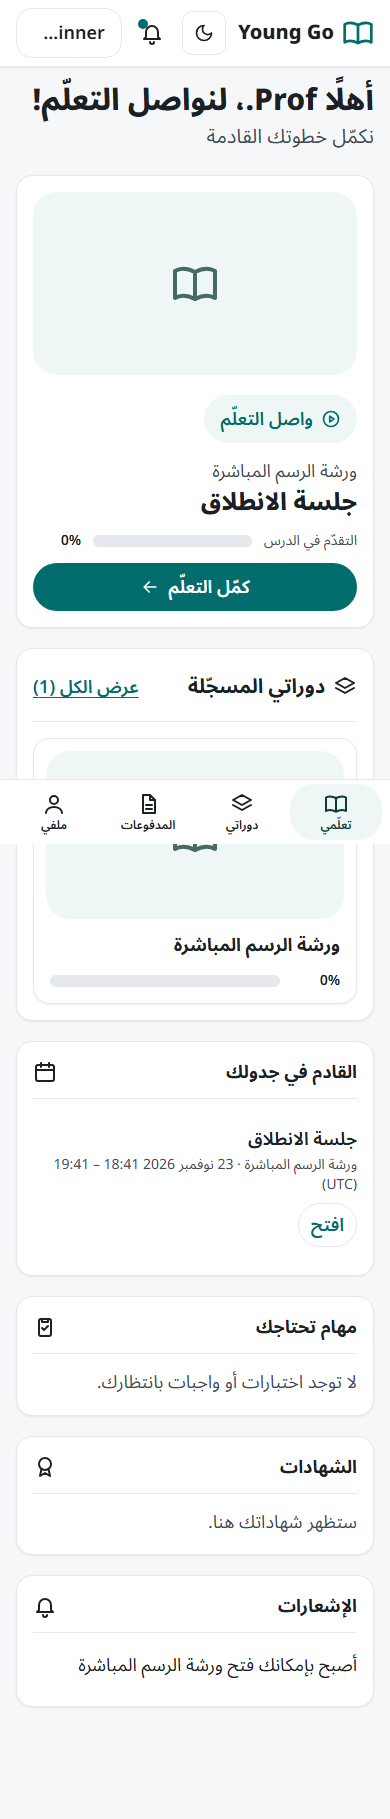 Young Go
...inner
أهلًا Prof.، لنواصل التعلّم!
نكمّل خطوتك القادمة
واصل التعلّم
ورشة الرسم المباشرة
جلسة الانطلاق
التقدّم في الدرس 0%
كمّل التعلّم ←
دوراتي المسجّلة
عرض الكل (1)
تعلّمي
دوراتي
المدفوعات
ملفي
ورشة الرسم المباشرة
0%
القادم في جدولك
جلسة الانطلاق
ورشة الرسم المباشرة · 23 نوفمبر 2026 18:41 – 19:41
(UTC)
افتح
مهام تحتاجك
لا توجد اختبارات أو واجبات بانتظارك.
الشهادات
ستظهر شهاداتك هنا.
الإشعارات
أصبح بإمكانك فتح ورشة الرسم المباشرة